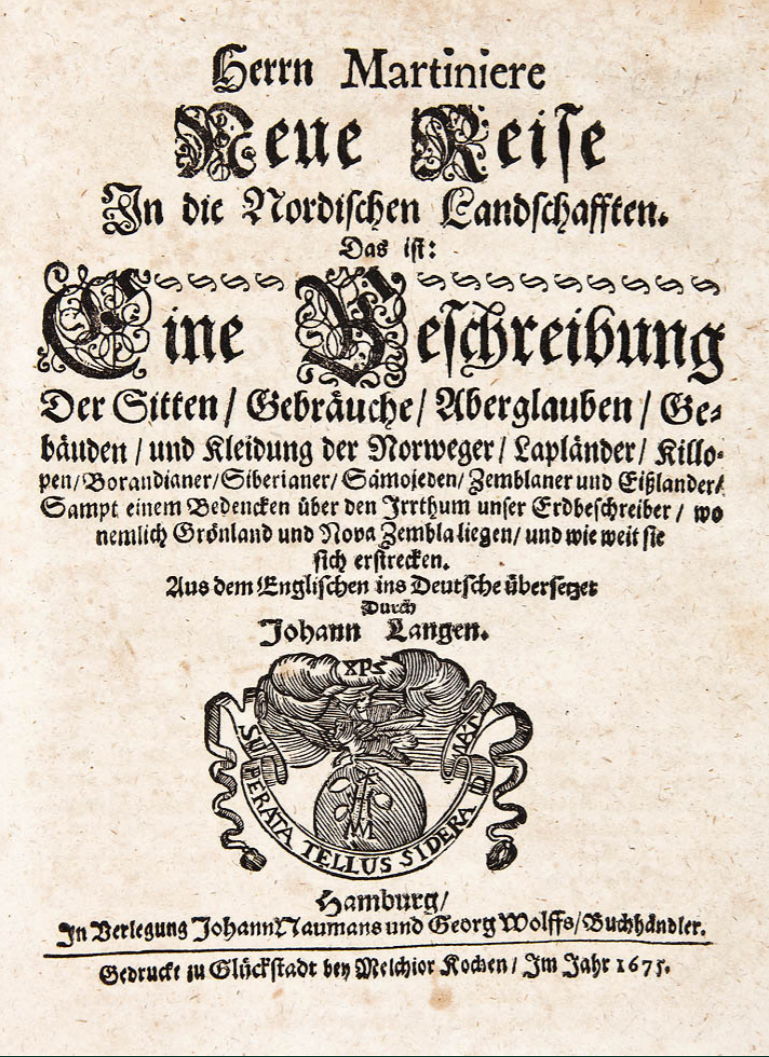 Herrn Martiniere
Neue Reise
In die Nordischen Landschafften.
Das ist:
Eine Beschreibung
Der Sitten / Gebräuche / Aberglauben / Ge⸗
bäuden / und Kleidung der Norweger / Lapländer / Killo⸗
pen / Borandianer / Siberianer / Samojeden / Zemblaner und Eißlander /
Sampt einem Bedencken über den Irrthum unser Erdbeschreiber / wo
nemlich Grönland und Nova Zembla liegen / und wie weit sie
sich erstrecken.
Aus dem Englischen ins Deutsche übersetzet
Durch
Johann Langen.
XPS
SUPERATA TELLUS SIDERA DONAT
Hamburg /
In Verlegung Johann Naumans und Georg Wolffs / Buchhändler.
Gedruckt zu Glückstadt bey Melchior Kochen / Im Jahr 1675.